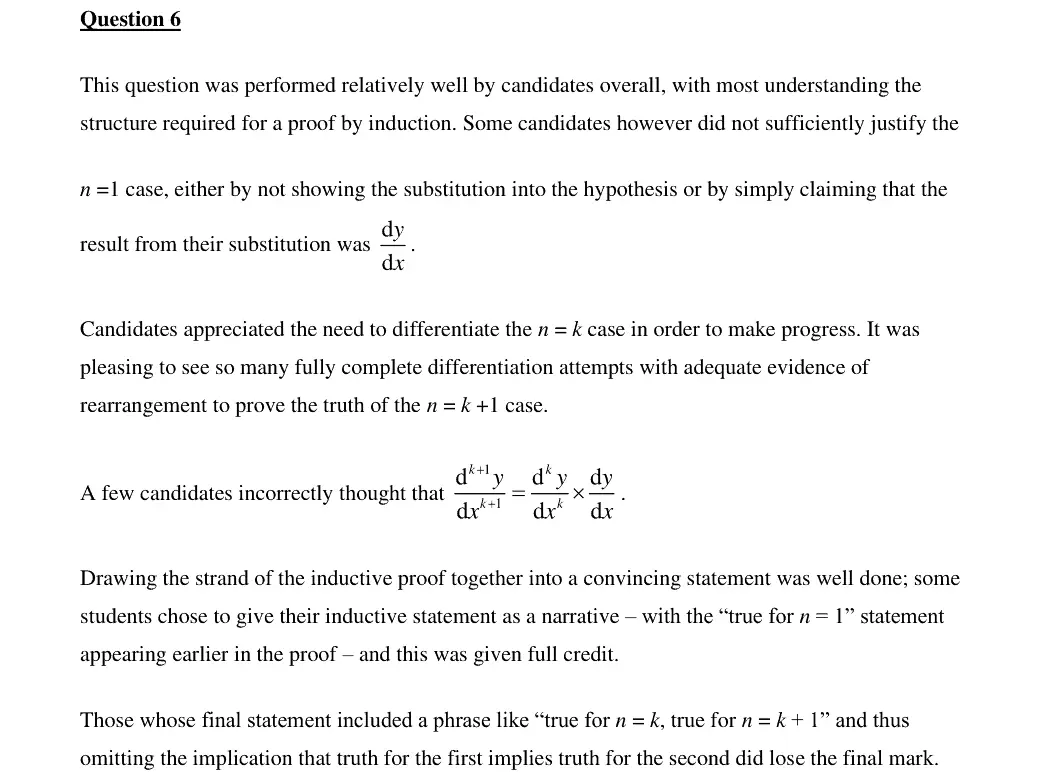 Question 6
This question was performed relatively well by candidates overall, with most understanding the
structure required for a proof by induction. Some candidates however did not sufficiently justify the
n =1 case, either by not showing the substitution into the hypothesis or by simply claiming that the
result from their substitution was dy/dx.
Candidates appreciated the need to differentiate the n = k case in order to make progress. It was
pleasing to see so many fully complete differentiation attempts with adequate evidence of
rearrangement to prove the truth of the n = k +1 case.
A few candidates incorrectly thought that d^{k+1}y/dx^{k+1} = d^k y/dx^k × dy/dx.
Drawing the strand of the inductive proof together into a convincing statement was well done; some
students chose to give their inductive statement as a narrative – with the “true for n = 1” statement
appearing earlier in the proof – and this was given full credit.
Those whose final statement included a phrase like “true for n = k, true for n = k + 1” and thus
omitting the implication that truth for the first implies truth for the second did lose the final mark.